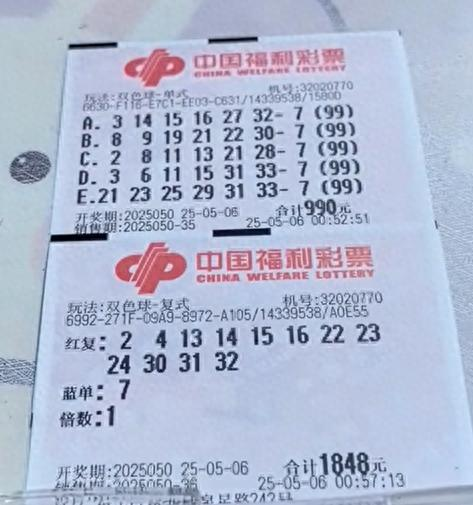 中国福利彩票
CHINA WELFARE LOTTERY
玩法:双色球-单式 机号:32020770
6630-F116-E7C1-EE03-C631/14339538/1580D
A. 3 14 15 16 27 32- 7 (99)
B. 8 9 19 21 22 30- 7 (99)
C. 2 8 11 13 21 28- 7 (99)
D. 3 6 11 15 31 33- 7 (99)
E.21 23 25 29 31 33- 7 (99)
开奖期:2025050 25-05-06 合计990元
销售期:2025050-35 25-05-06 00:52:51
中国福利彩票
CHINA WELFARE LOTTERY
玩法:双色球-复式 机号:32020770
6992-271F-09A9-8972-A105/14339538/A0E55
红复: 2 4 13 14 15 16 22 23
24 30 31 32
蓝单: 7
倍数:1
开奖期:2025050 25-05-06 合计1848元
销售期:2025050-36 25-05-06 00:57:13